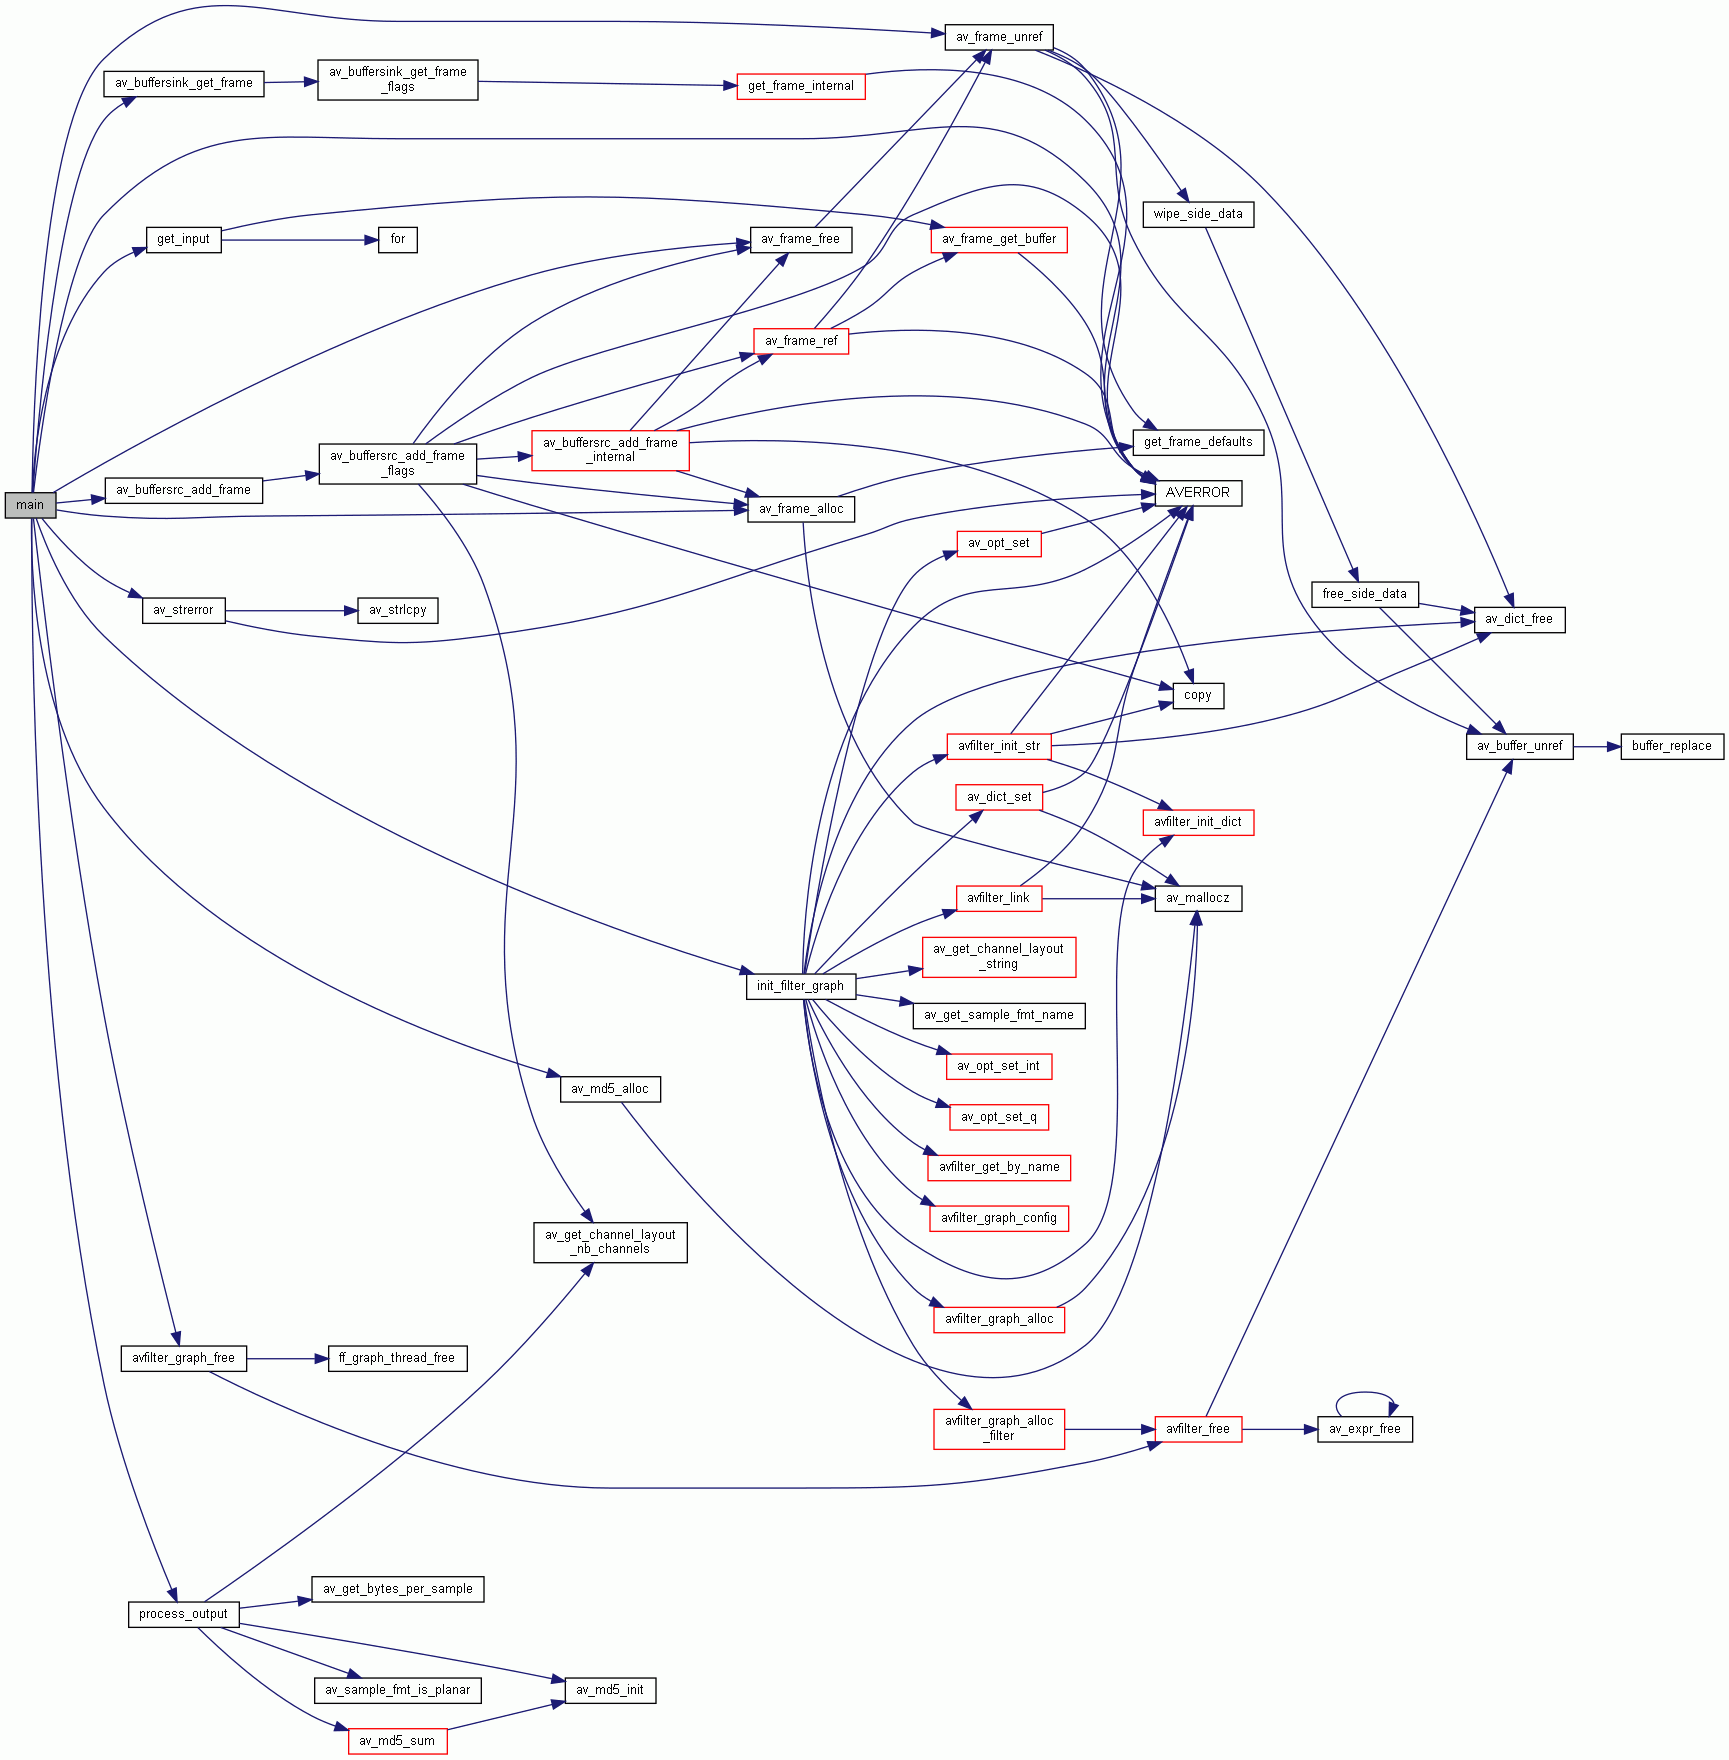 av_frame_unref
av_buffersink_get_frame
av_buffersink_get_frame
_flags
get_frame_internal
wipe_side_data
get_input
for
av_frame_free
av_frame_get_buffer
av_frame_ref
av_buffersrc_add_frame
_flags
av_buffersrc_add_frame
_internal
get_frame_defaults
av_buffersrc_add_frame
main
av_frame_alloc
AVERROR
av_opt_set
av_strerror
av_strlcpy
free_side_data
av_dict_free
copy
avfilter_init_str
av_buffer_unref
buffer_replace
av_dict_set
avfilter_init_dict
avfilter_link
av_mallocz
av_get_channel_layout
_string
init_filter_graph
av_get_sample_fmt_name
av_opt_set_int
av_md5_alloc
av_opt_set_q
avfilter_get_by_name
avfilter_graph_config
av_get_channel_layout
_nb_channels
avfilter_graph_alloc
avfilter_graph_free
ff_graph_thread_free
avfilter_graph_alloc
_filter
avfilter_free
av_expr_free
av_get_bytes_per_sample
process_output
av_sample_fmt_is_planar
av_md5_init
av_md5_sum